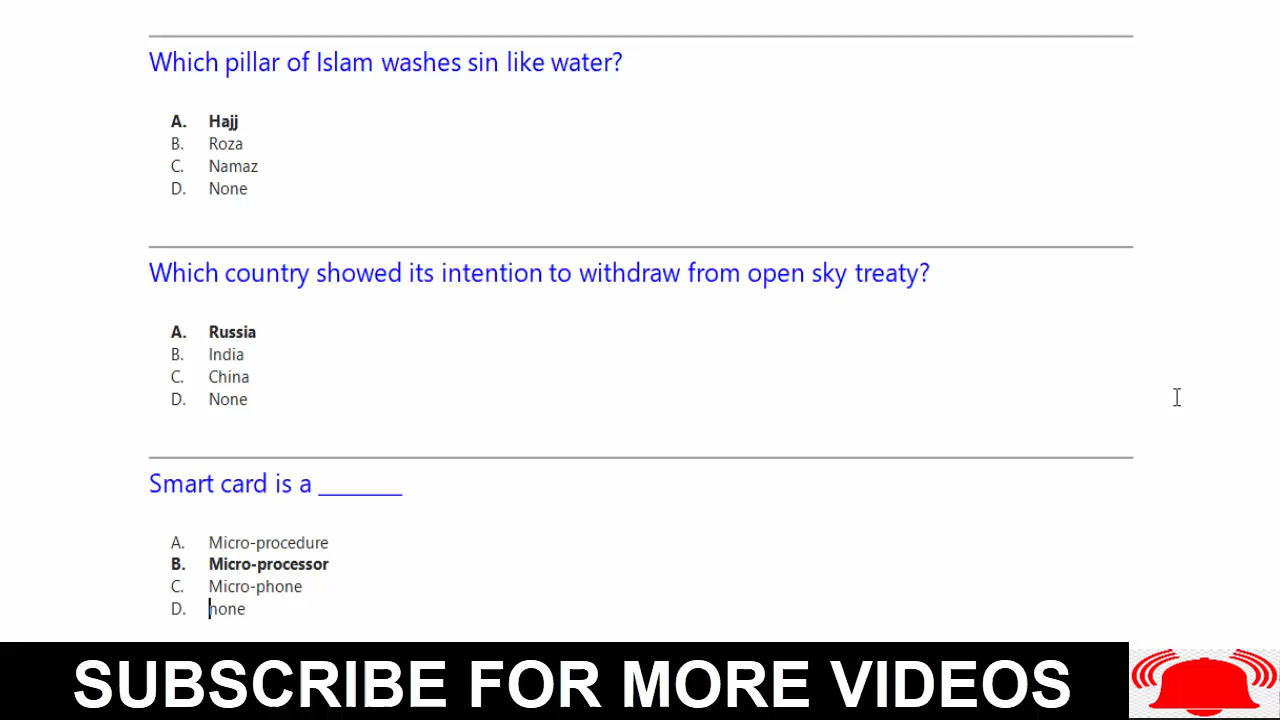 Which pillar of Islam washes sin like water?
A. Hajj
B. Roza
C. Namaz
D. None
Which country showed its intention to withdraw from open sky treaty?
A. Russia
B. India
C. China
D. None
Smart card is a _______
A. Micro-procedure
B. Micro-processor
C. Micro-phone
D. none
SUBSCRIBE FOR MORE VIDEOS